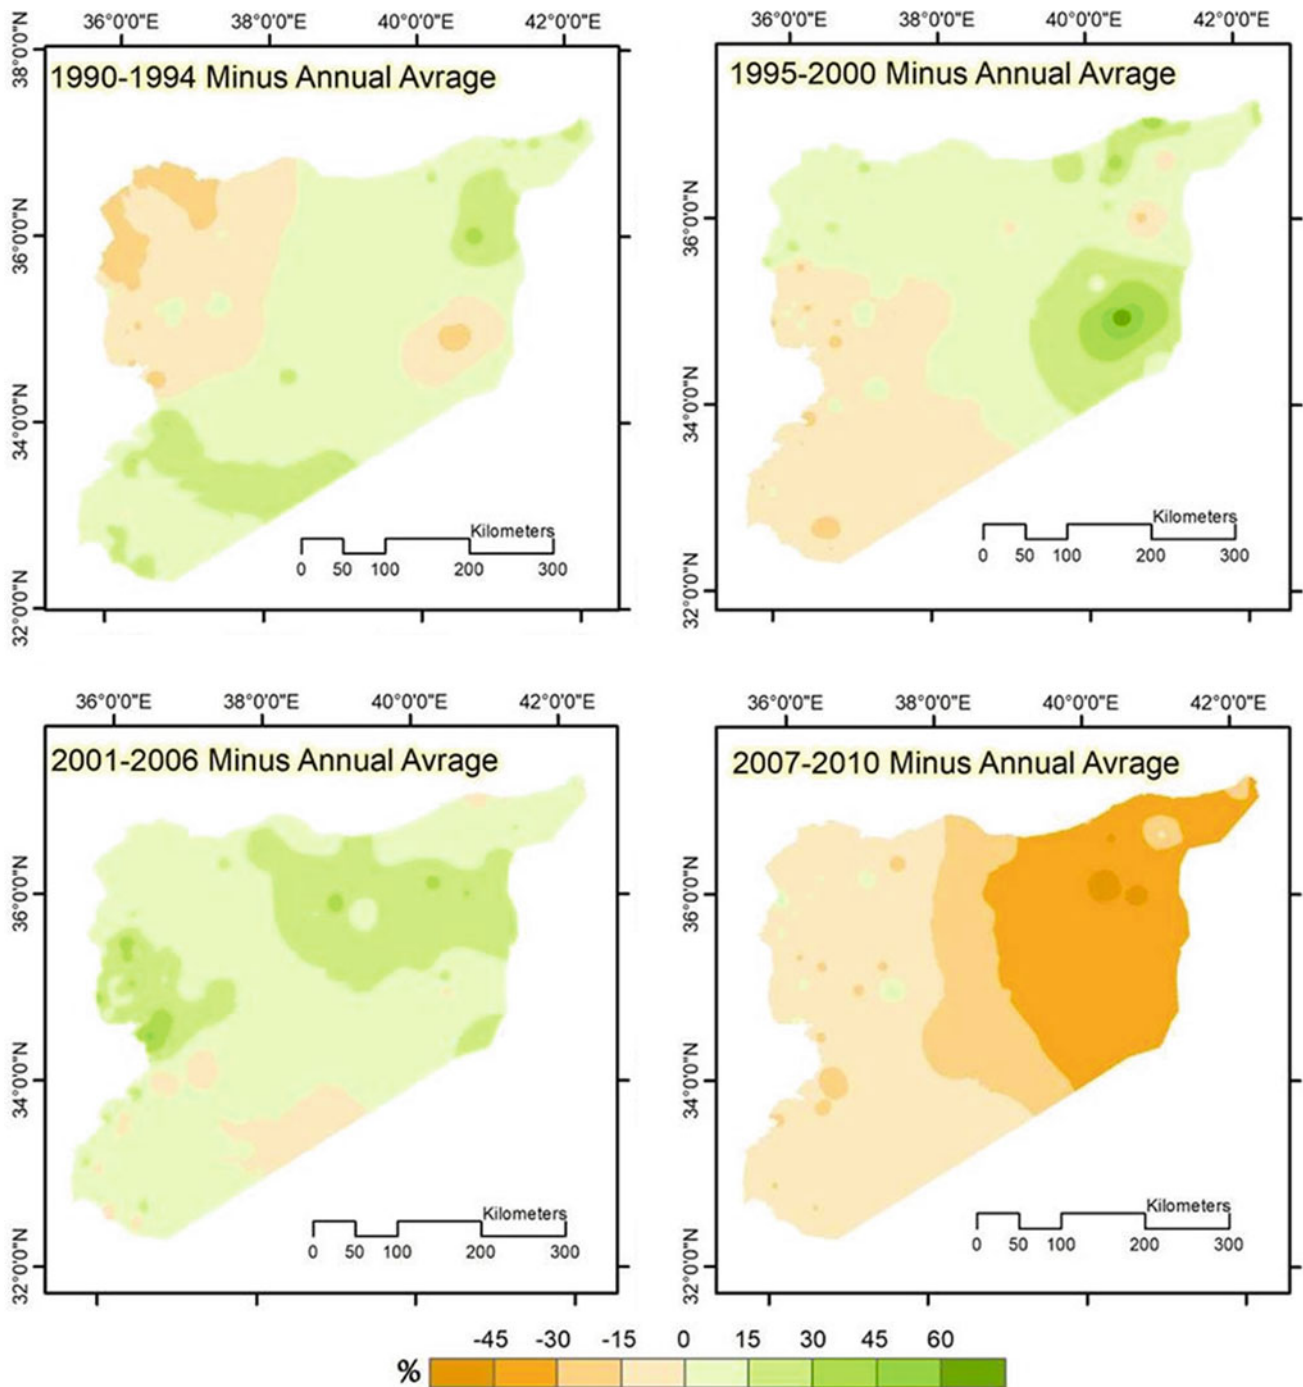 36°0'0"E 38°0'0"E 40°0'0"E 42°0'0"E
36°0'0"E 38°0'0"E 40°0'0"E 42°0'0"E
38°0'0"N
1990-1994 Minus Annual Avrage
1995-2000 Minus Annual Avrage
36°0'0"N
36°0'0"N
34°0'0"N
34°0'0"N
Kilometers
0 50 100 200 300
Kilometers
0 50 100 200 300
32°0'0"N
32°0'0"N
36°0'0"E 38°0'0"E 40°0'0"E 42°0'0"E
36°0'0"E 38°0'0"E 40°0'0"E 42°0'0"E
2001-2006 Minus Annual Avrage
2007-2010 Minus Annual Avrage
36°0'0"N
36°0'0"N
34°0'0"N
34°0'0"N
Kilometers
0 50 100 200 300
Kilometers
0 50 100 200 300
32°0'0"N
32°0'0"N
-45 -30 -15 0 15 30 45 60
%